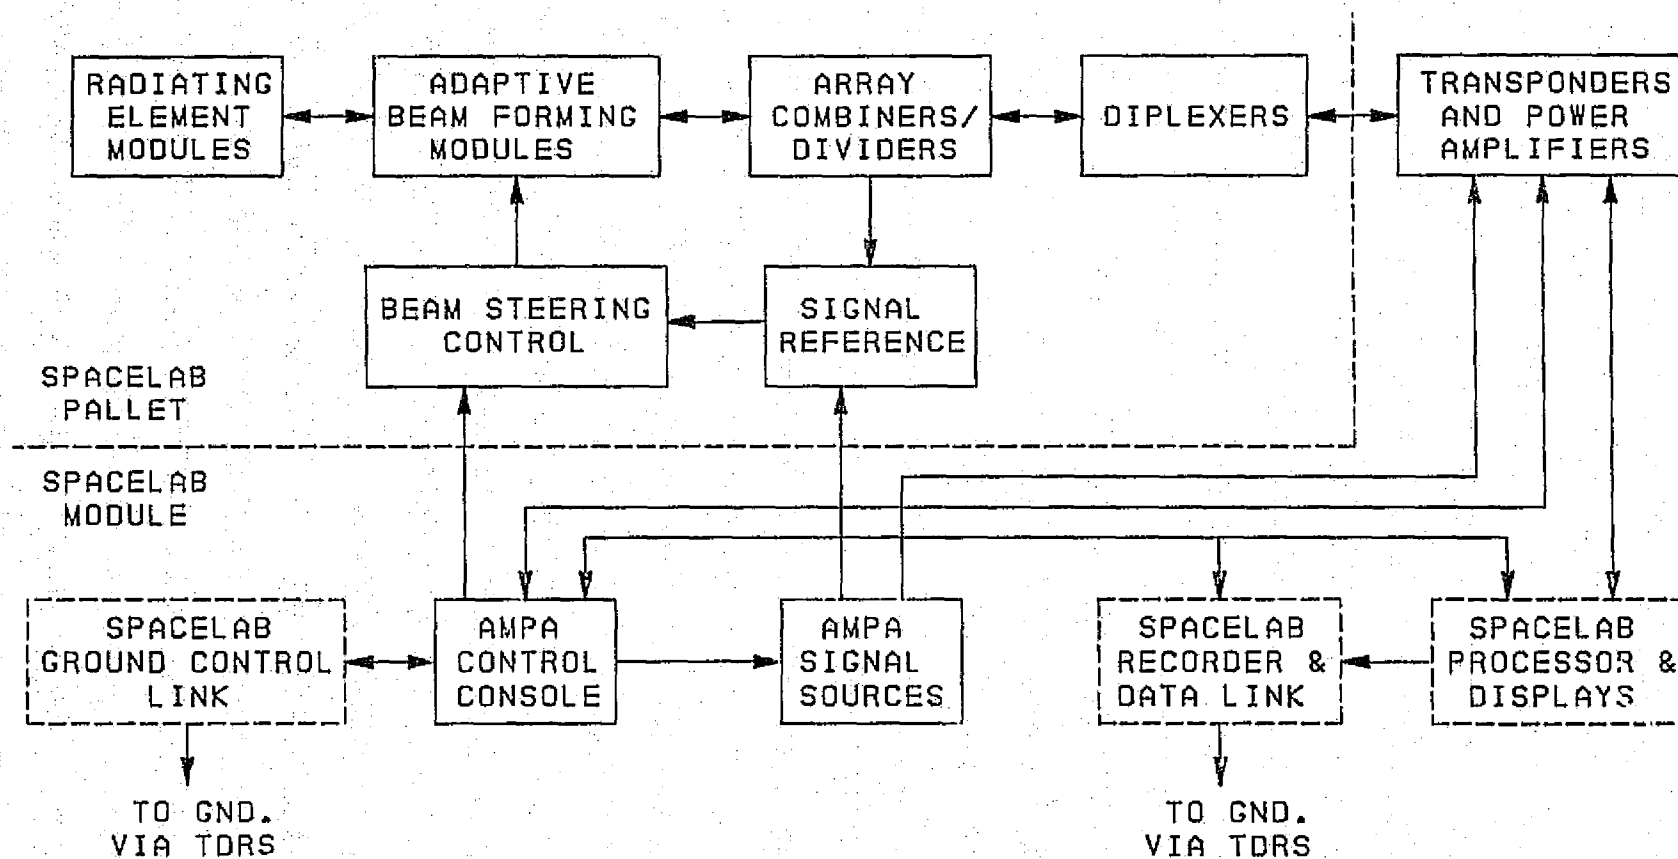 RADIATING
ELEMENT
MODULES
ADAPTIVE
BEAM FORMING
MODULES
ARRAY
COMBINERS/
DIVIDERS
DIPLEXERS
TRANSPONDERS
AND POWER
AMPLIFIERS
BEAM STEERING
CONTROL
SIGNAL
REFERENCE
SPACELAB
PALLET
SPACELAB
MODULE
SPACELAB
GROUND CONTROL
LINK
AMPA
CONTROL
CONSOLE
AMPA
SIGNAL
SOURCES
SPACELAB
RECORDER &
DATA LINK
SPACELAB
PROCESSOR &
DISPLAYS
TO GND.
VIA TDRS
TO GND.
VIA TDRS